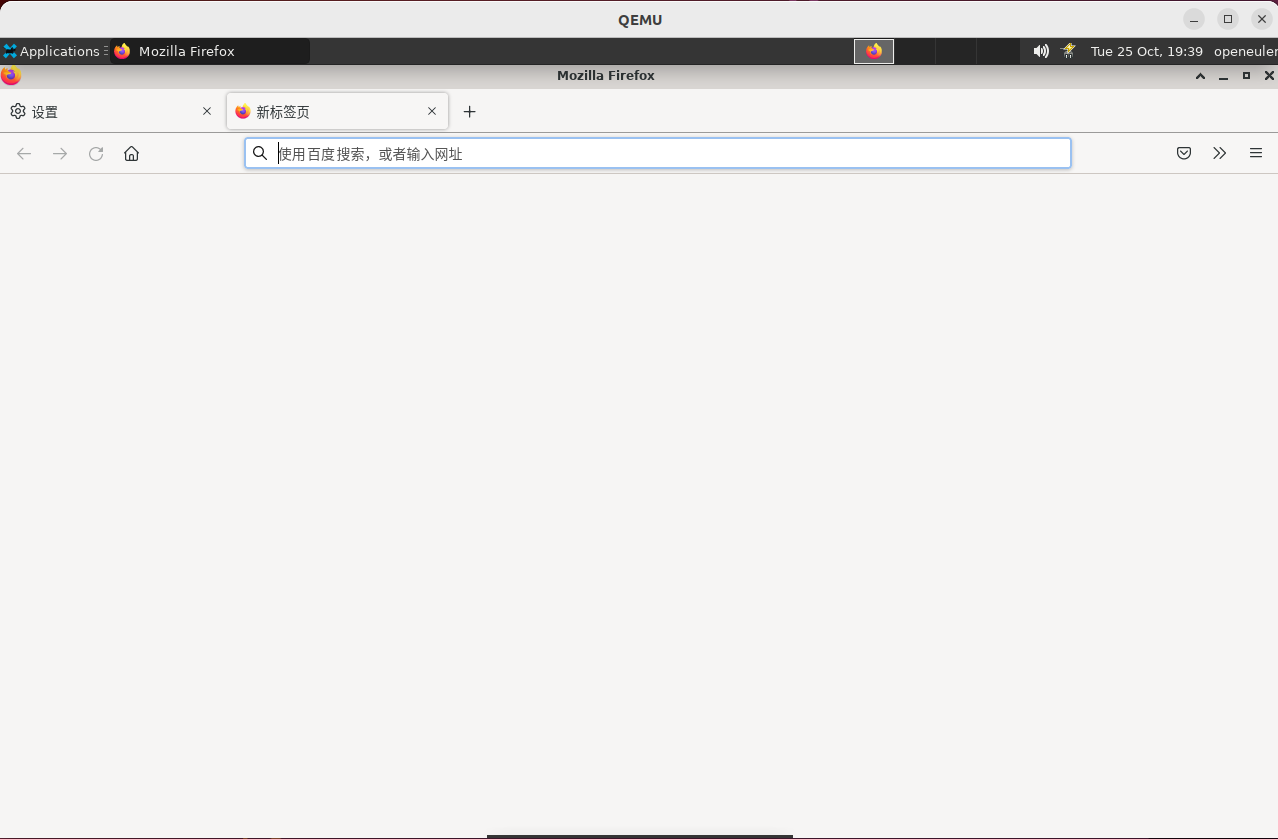 QEMU
Applications
Mozilla Firefox
Tue 25 Oct, 19:39
openeuler
Mozilla Firefox
设置
新标签页
使用百度搜索，或者输入网址